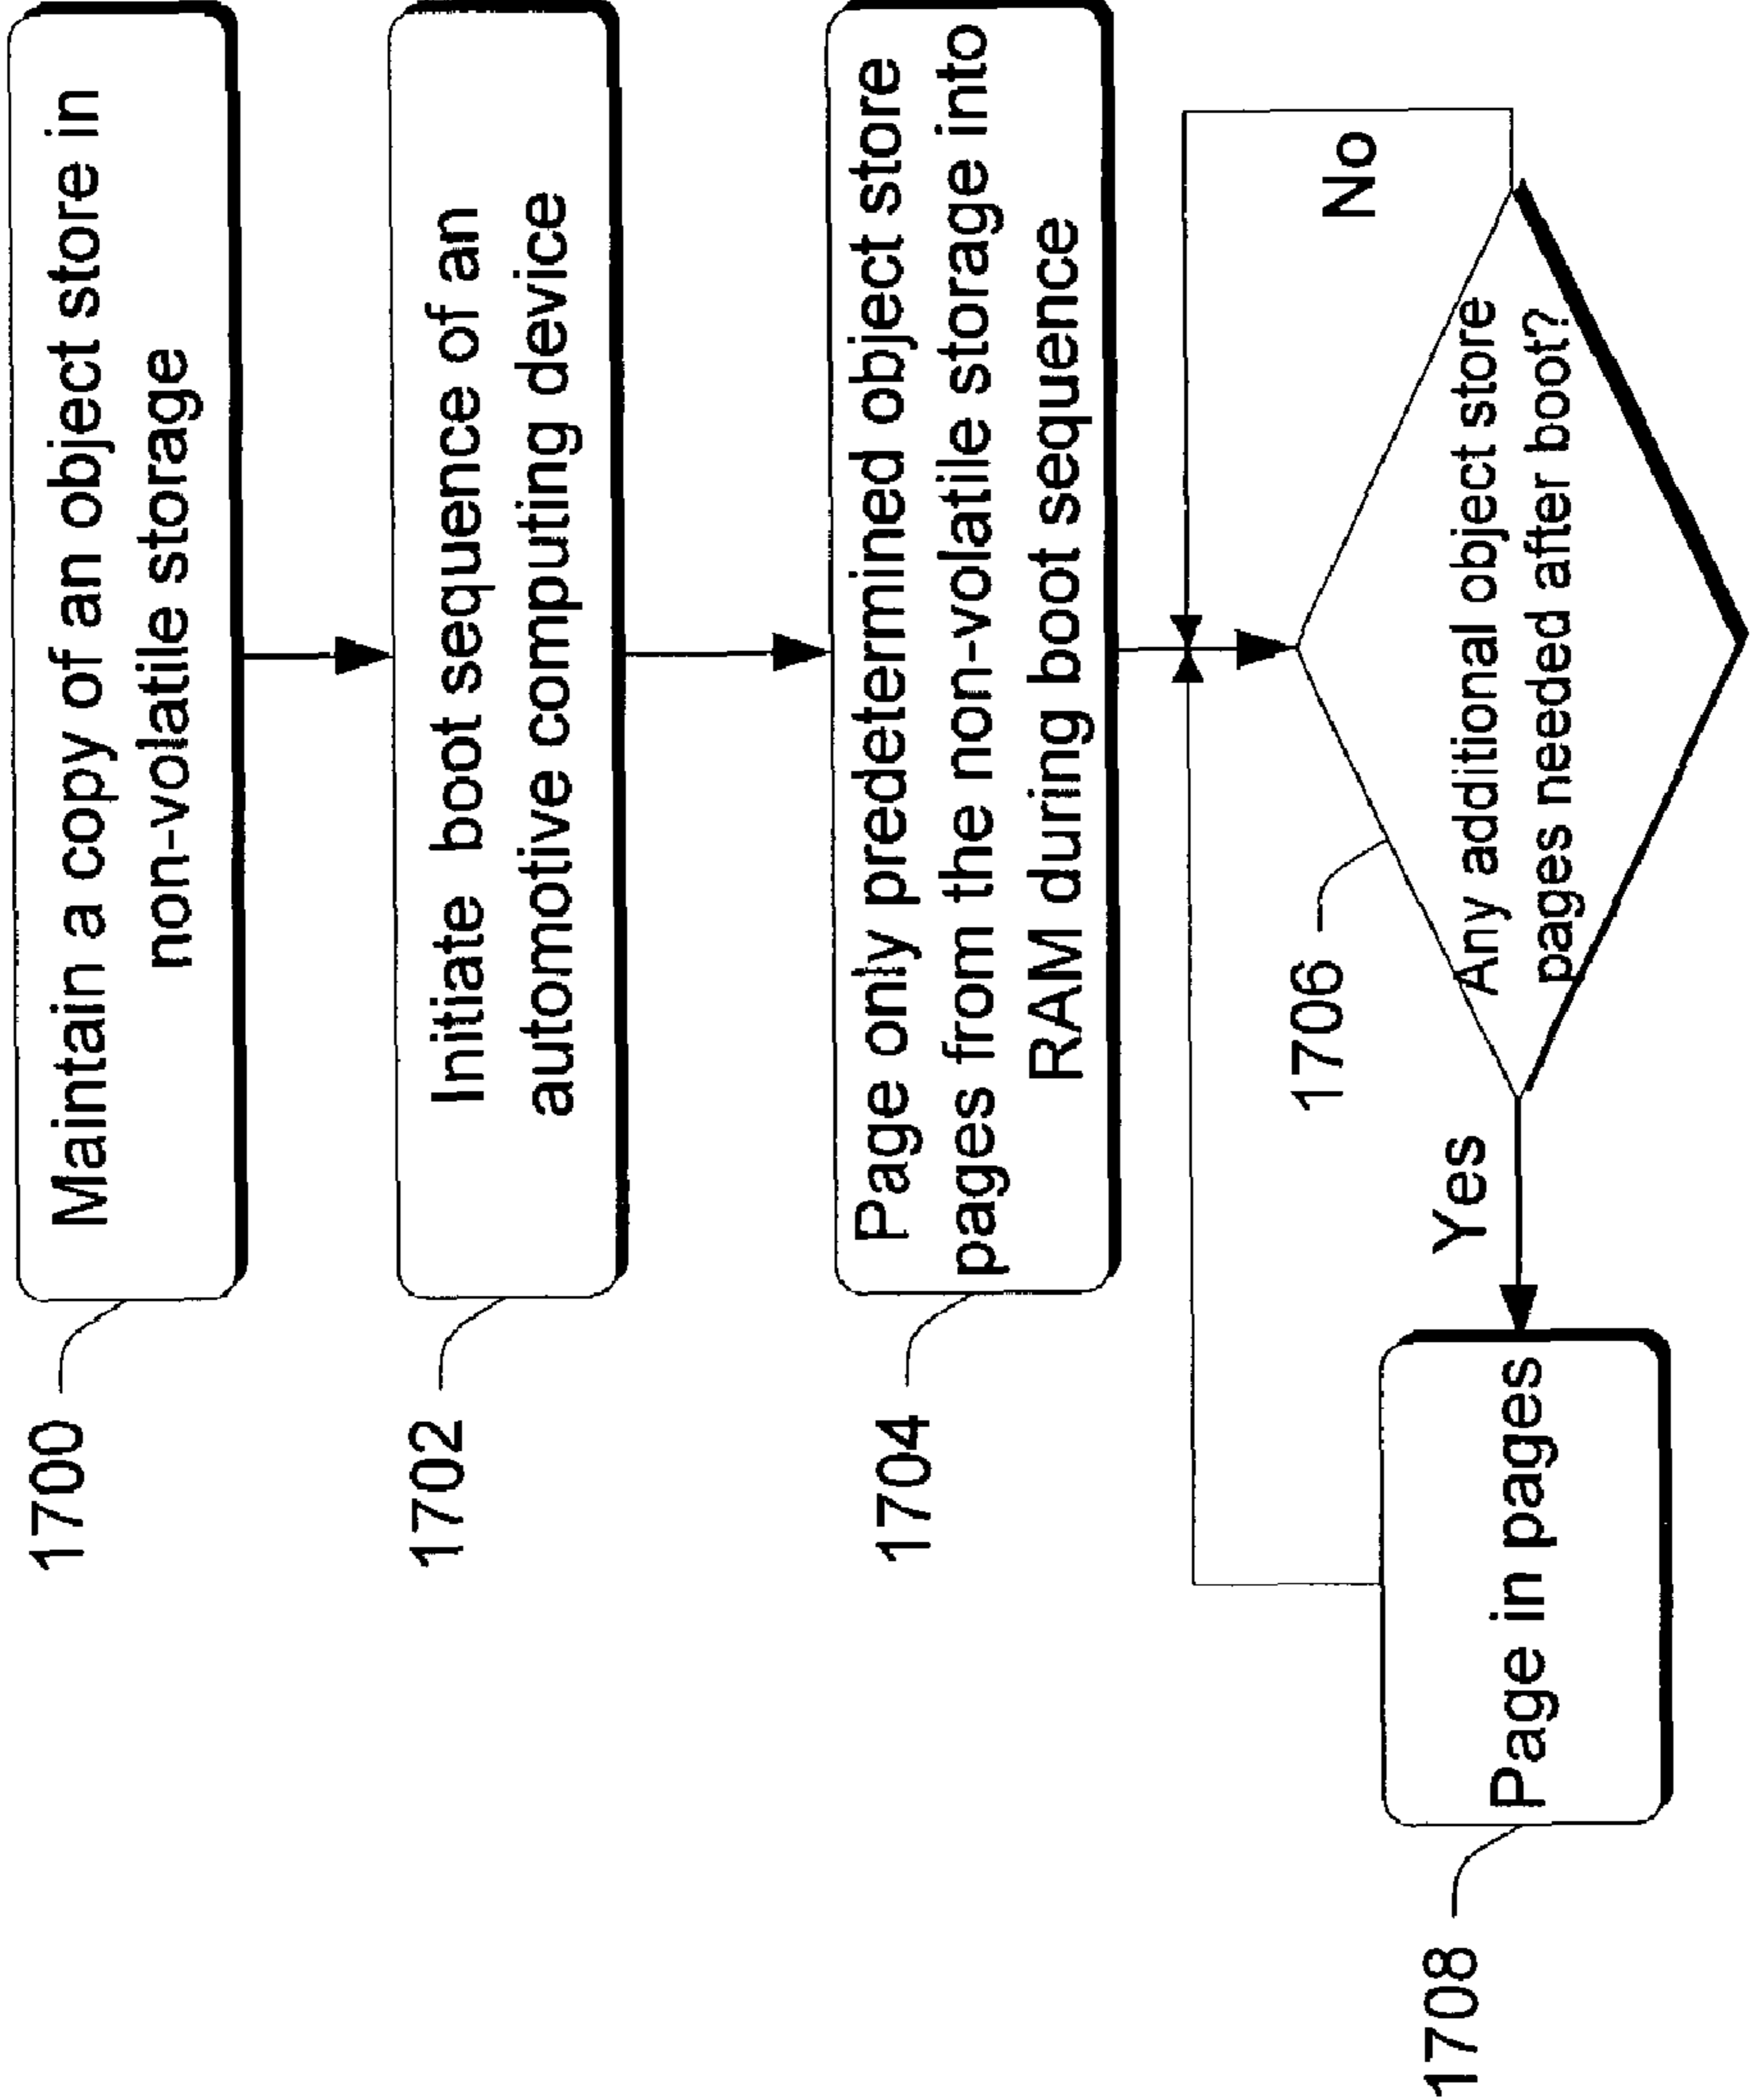 1700
Maintain a copy of an object store in
non-volatile storage
1702
Initiate boot sequence of an
automotive computing device
1704
Page only predetermined object store
pages from the non-volatile storage into
RAM during boot sequence
1706
Any additional object store
pages needed after boot?
No
Yes
1708
Page in pages